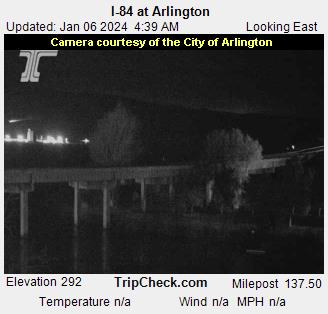 I-84 at Arlington
Updated: Jan 06 2024 4:39 AM Looking East
Camera courtesy of the City of Arlington
Elevation 292 TripCheck.com Milepost 137.50
Temperature n/a Wind n/a MPH n/a